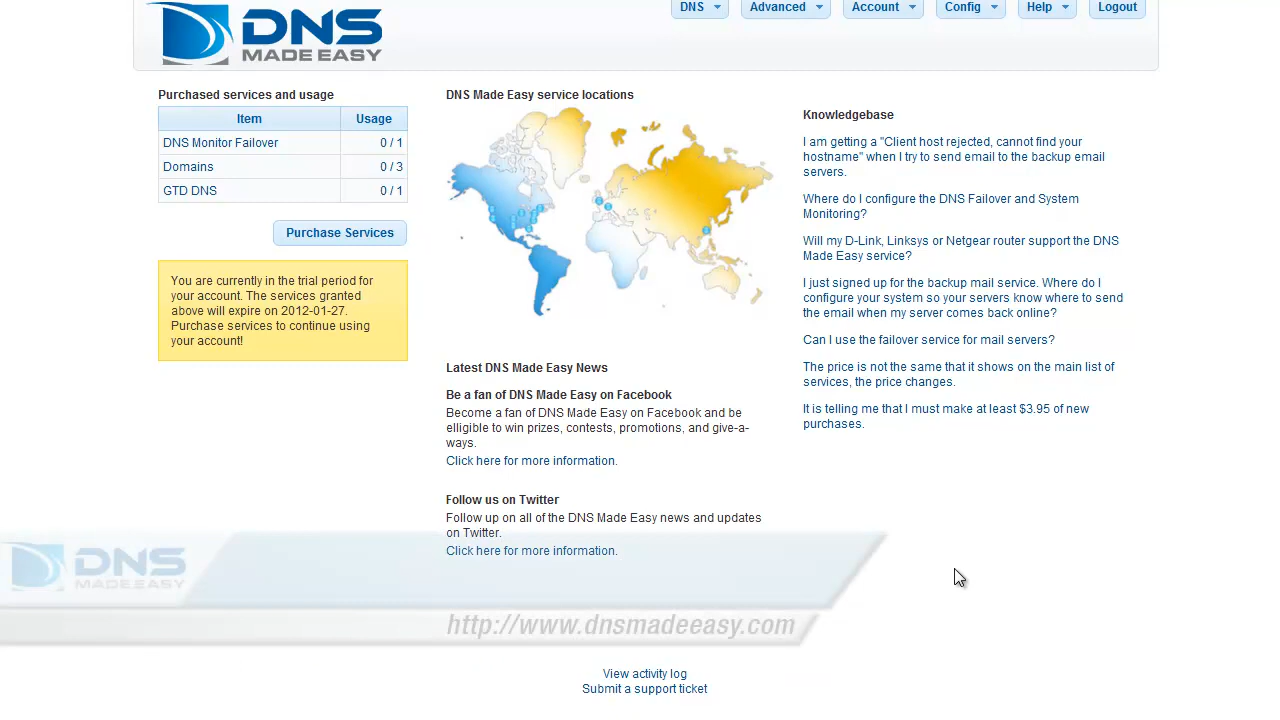 DNS
MADE EASY
DNS
Advanced
Account
Config
Help
Logout
Purchased services and usage
Item Usage
DNS Monitor Failover 0 / 1
Domains 0 / 3
GTD DNS 0 / 1
Purchase Services
You are currently in the trial period for
your account. The services granted
above will expire on 2012-01-27.
Purchase services to continue using
your account!
DNS Made Easy service locations
Latest DNS Made Easy News
Be a fan of DNS Made Easy on Facebook
Become a fan of DNS Made Easy on Facebook and be
elligible to win prizes, contests, promotions, and give-a-
ways.
Click here for more information.
Follow us on Twitter
Follow up on all of the DNS Made Easy news and updates
on Twitter.
Click here for more information.
Knowledgebase
I am getting a "Client host rejected, cannot find your
hostname" when I try to send email to the backup email
servers.
Where do I configure the DNS Failover and System
Monitoring?
Will my D-Link, Linksys or Netgear router support the DNS
Made Easy service?
I just signed up for the backup mail service. Where do I
configure your system so your servers know where to send
the email when my server comes back online?
Can I use the failover service for mail servers?
The price is not the same that it shows on the main list of
services, the price changes.
It is telling me that I must make at least $3.95 of new
purchases.
DNS
MADE EASY
http://www.dnsmadeeasy.com
View activity log
Submit a support ticket